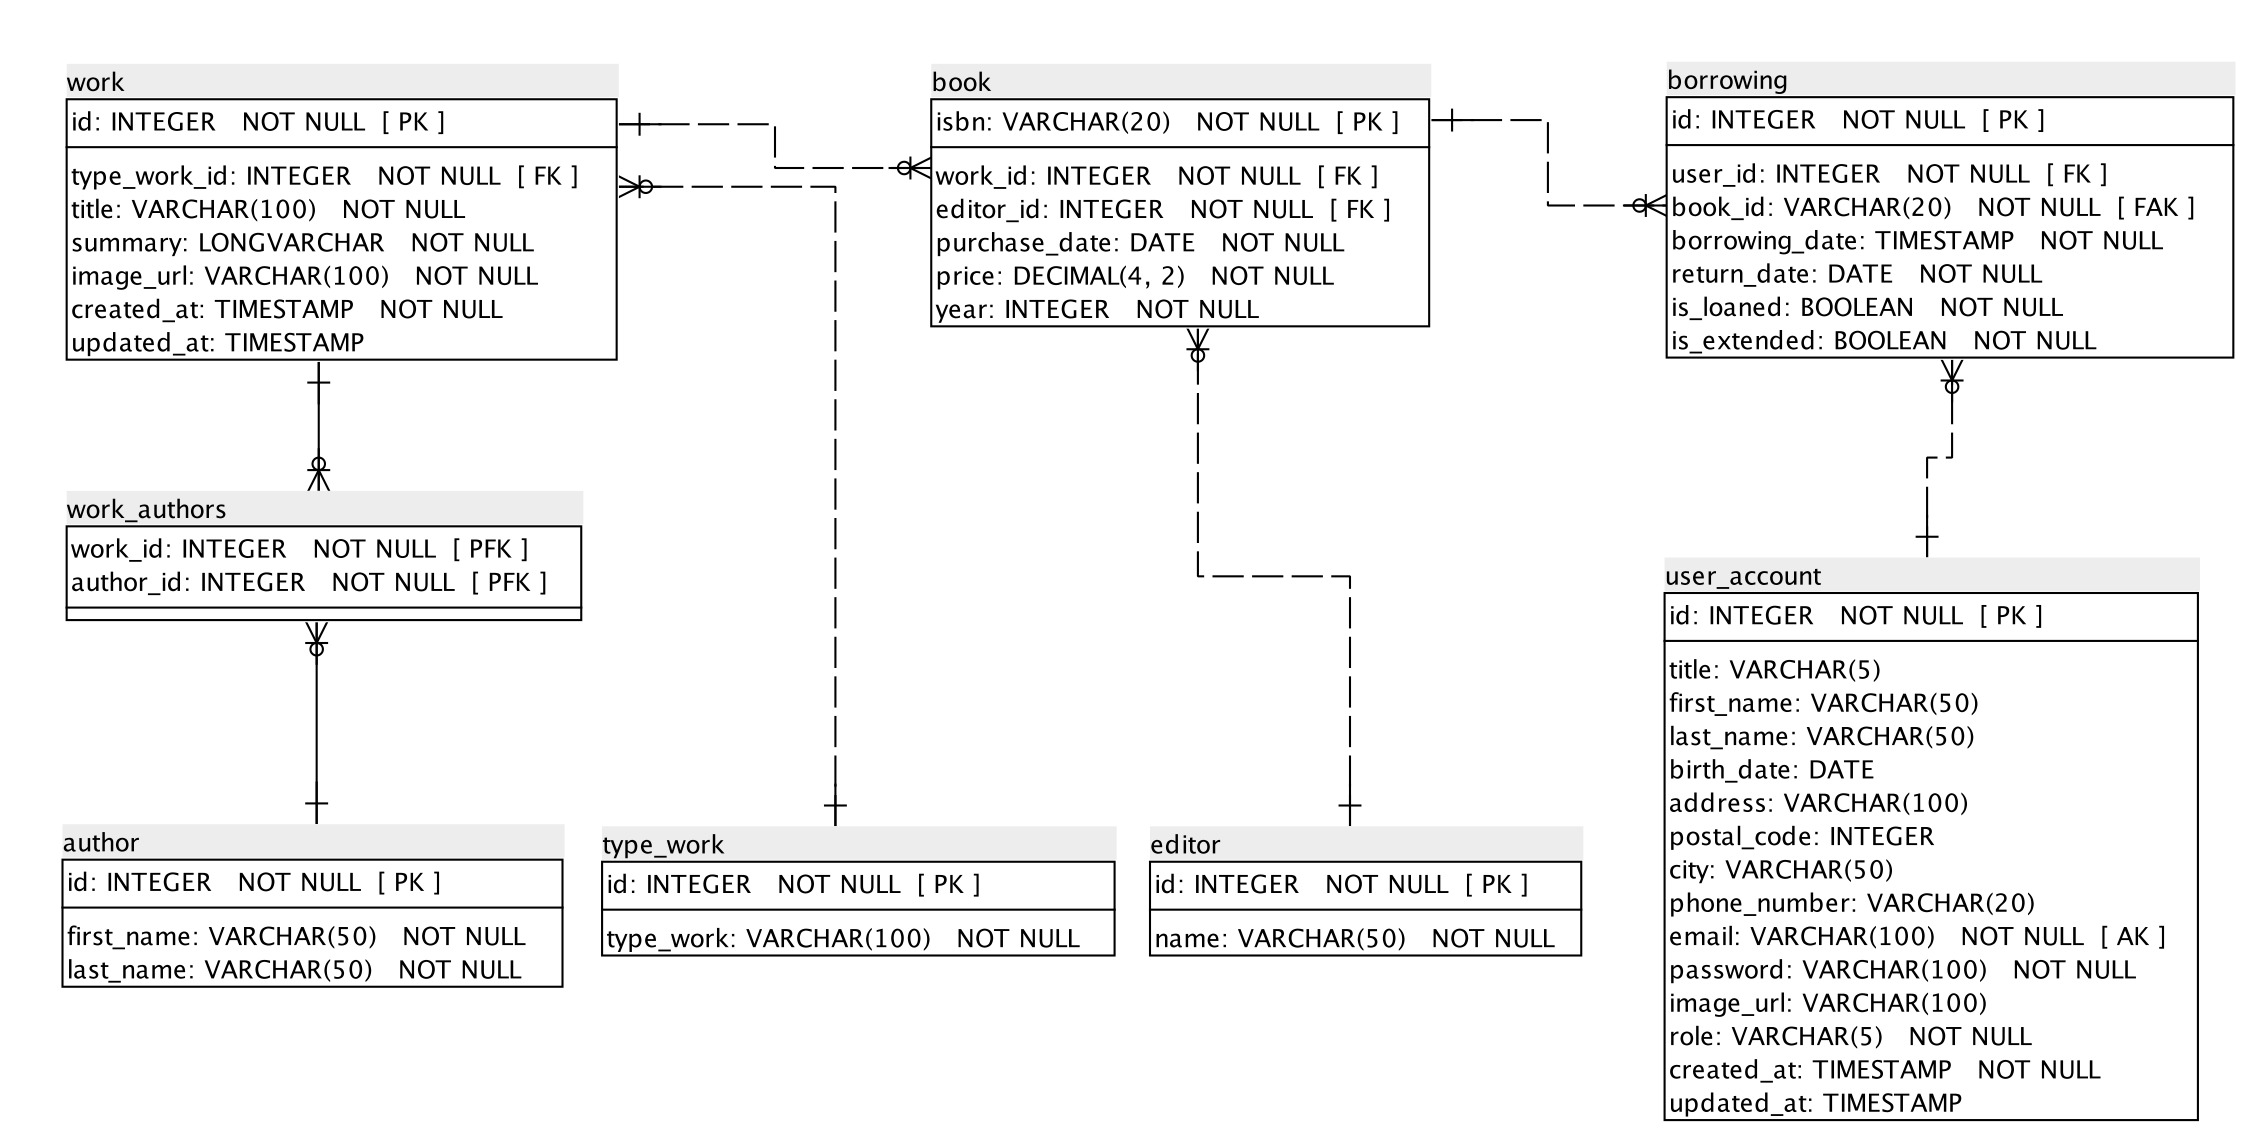 work
id: INTEGER NOT NULL [ PK ]
type_work_id: INTEGER NOT NULL [ FK ]
title: VARCHAR(100) NOT NULL
summary: LONGVARCHAR NOT NULL
image_url: VARCHAR(100) NOT NULL
created_at: TIMESTAMP NOT NULL
updated_at: TIMESTAMP
book
isbn: VARCHAR(20) NOT NULL [ PK ]
work_id: INTEGER NOT NULL [ FK ]
editor_id: INTEGER NOT NULL [ FK ]
purchase_date: DATE NOT NULL
price: DECIMAL(4, 2) NOT NULL
year: INTEGER NOT NULL
borrowing
id: INTEGER NOT NULL [ PK ]
user_id: INTEGER NOT NULL [ FK ]
book_id: VARCHAR(20) NOT NULL [ FAK ]
borrowing_date: TIMESTAMP NOT NULL
return_date: DATE NOT NULL
is_loaned: BOOLEAN NOT NULL
is_extended: BOOLEAN NOT NULL
work_authors
work_id: INTEGER NOT NULL [ PFK ]
author_id: INTEGER NOT NULL [ PFK ]
user_account
id: INTEGER NOT NULL [ PK ]
title: VARCHAR(5)
first_name: VARCHAR(50)
last_name: VARCHAR(50)
birth_date: DATE
address: VARCHAR(100)
postal_code: INTEGER
city: VARCHAR(50)
phone_number: VARCHAR(20)
email: VARCHAR(100) NOT NULL [ AK ]
password: VARCHAR(100) NOT NULL
image_url: VARCHAR(100)
role: VARCHAR(5) NOT NULL
created_at: TIMESTAMP NOT NULL
updated_at: TIMESTAMP
author
id: INTEGER NOT NULL [ PK ]
first_name: VARCHAR(50) NOT NULL
last_name: VARCHAR(50) NOT NULL
type_work
id: INTEGER NOT NULL [ PK ]
type_work: VARCHAR(100) NOT NULL
editor
id: INTEGER NOT NULL [ PK ]
name: VARCHAR(50) NOT NULL